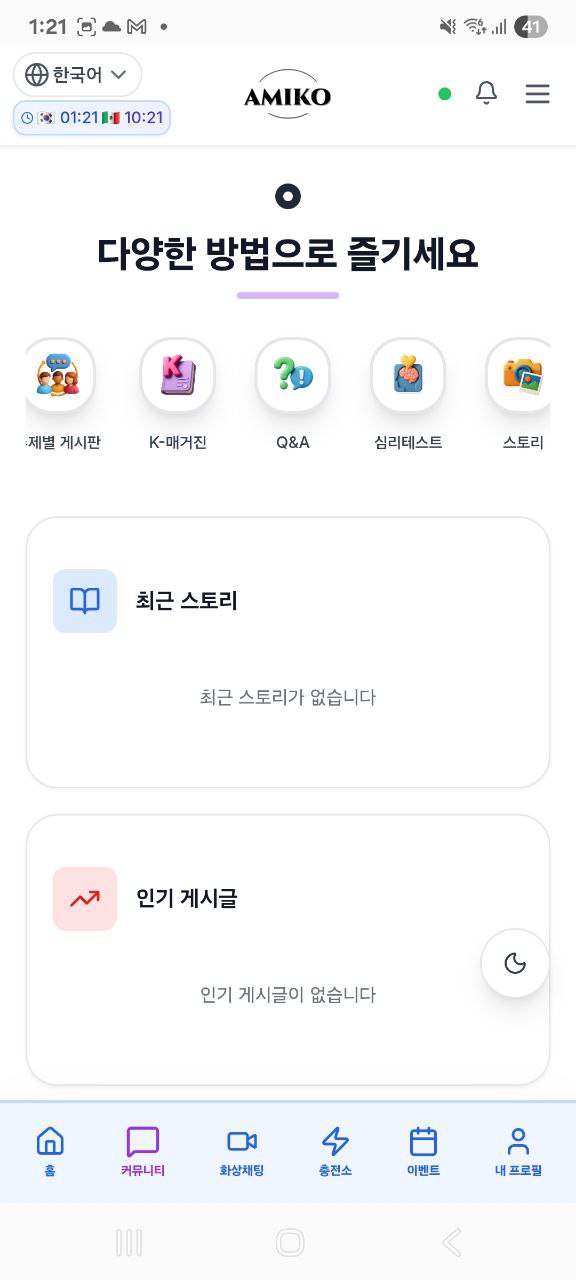 1:21
41
한국어
01:21 10:21
AMIKO
다양한 방법으로 즐기세요
제별 게시판
K-매거진
Q&A
심리테스트
스토리
최근 스토리
최근 스토리가 없습니다
인기 게시글
인기 게시글이 없습니다
홈
커뮤니티
화상채팅
충전소
이벤트
내 프로필